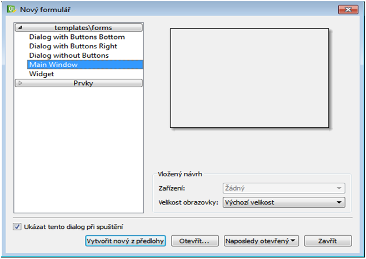 Nový formulář
templates\forms
Dialog with Buttons Bottom
Dialog with Buttons Right
Dialog without Buttons
Main Window
Widget
Prvky
Vložený návrh
Zařízení:
Žádný
Velikost obrazovky:
Výchozí velikost
Ukázat tento dialog při spuštění
Vytvořit nový z předlohy
Otevřít...
Naposledy otevřený
Zavřít